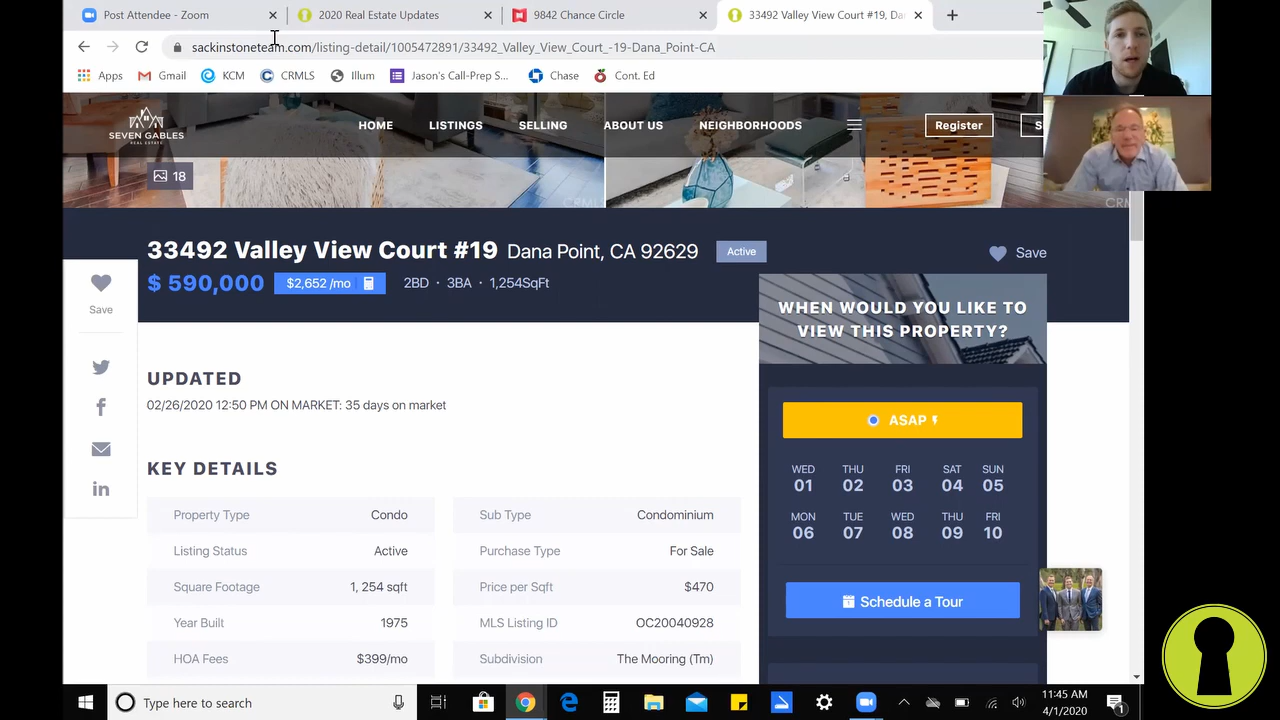 Post Attendee - Zoom
2020 Real Estate Updates
9842 Chance Circle
33492 Valley View Court #19, Da
sackinstoneteam.com/listing-detail/1005472891/33492_Valley_View_Court_-19-Dana_Point-CA
Apps
Gmail
KCM
CRMLS
Illum
Jason's Call-Prep S...
Chase
Cont. Ed
SEVEN GABLES
REAL ESTATE
HOME
LISTINGS
SELLING
ABOUT US
NEIGHBORHOODS
Register
S
18
CRM
CRM
33492 Valley View Court #19 Dana Point, CA 92629 Active
Save
$ 590,000 $2,652 /mo 2BD · 3BA · 1,254SqFt
Save
WHEN WOULD YOU LIKE TO
VIEW THIS PROPERTY?
UPDATED
02/26/2020 12:50 PM ON MARKET: 35 days on market
ASAP
KEY DETAILS
WED THU FRI SAT SUN
01 02 03 04 05
MON TUE WED THU FRI
06 07 08 09 10
Property Type Condo
Sub Type Condominium
Listing Status Active
Purchase Type For Sale
Square Footage 1, 254 sqft
Price per Sqft $470
Year Built 1975
MLS Listing ID OC20040928
HOA Fees $399/mo
Subdivision The Mooring (Tm)
Schedule a Tour
Type here to search
11:45 AM
4/1/2020
1